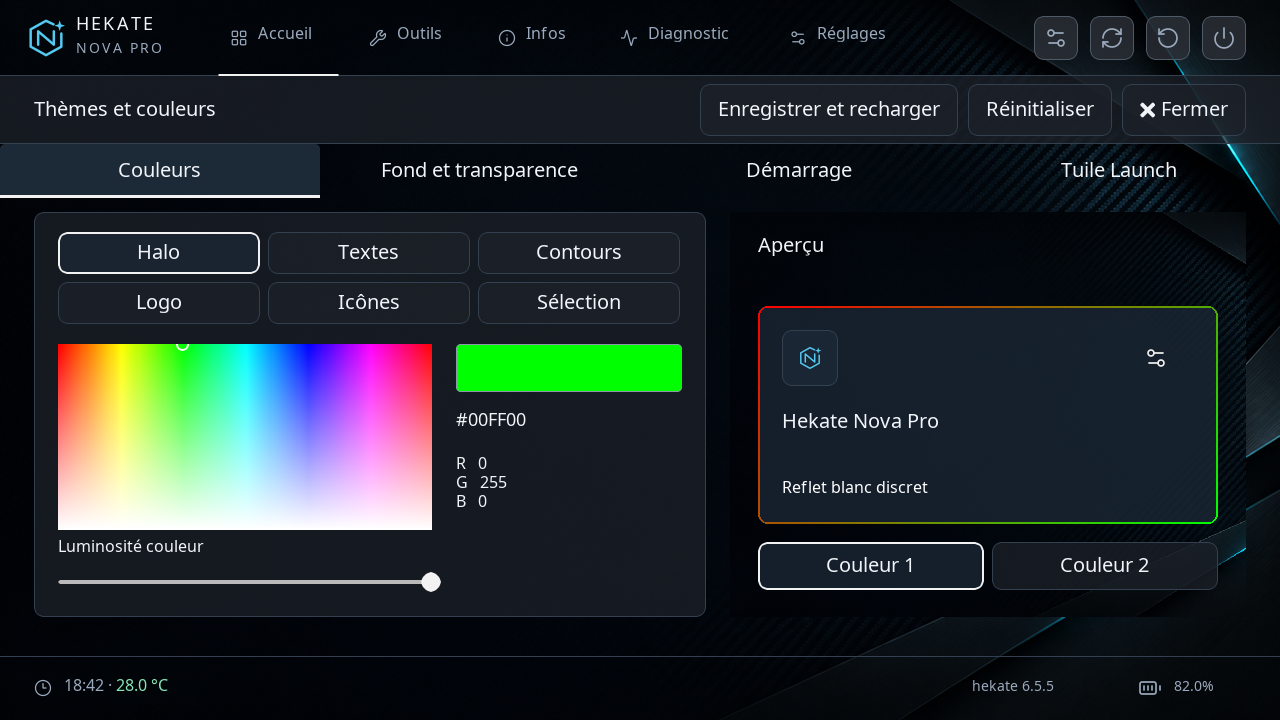 HEKATE
NOVA PRO
Accueil
Outils
Infos
Diagnostic
Réglages
Thèmes et couleurs
Enregistrer et recharger
Réinitialiser
Fermer
Couleurs
Fond et transparence
Démarrage
Tuile Launch
Halo
Textes
Contours
Logo
Icônes
Sélection
#00FF00
R 0
G 255
B 0
Luminosité couleur
Aperçu
Hekate Nova Pro
Reflet blanc discret
Couleur 1
Couleur 2
18:42 · 28.0 °C
hekate 6.5.5
82.0%